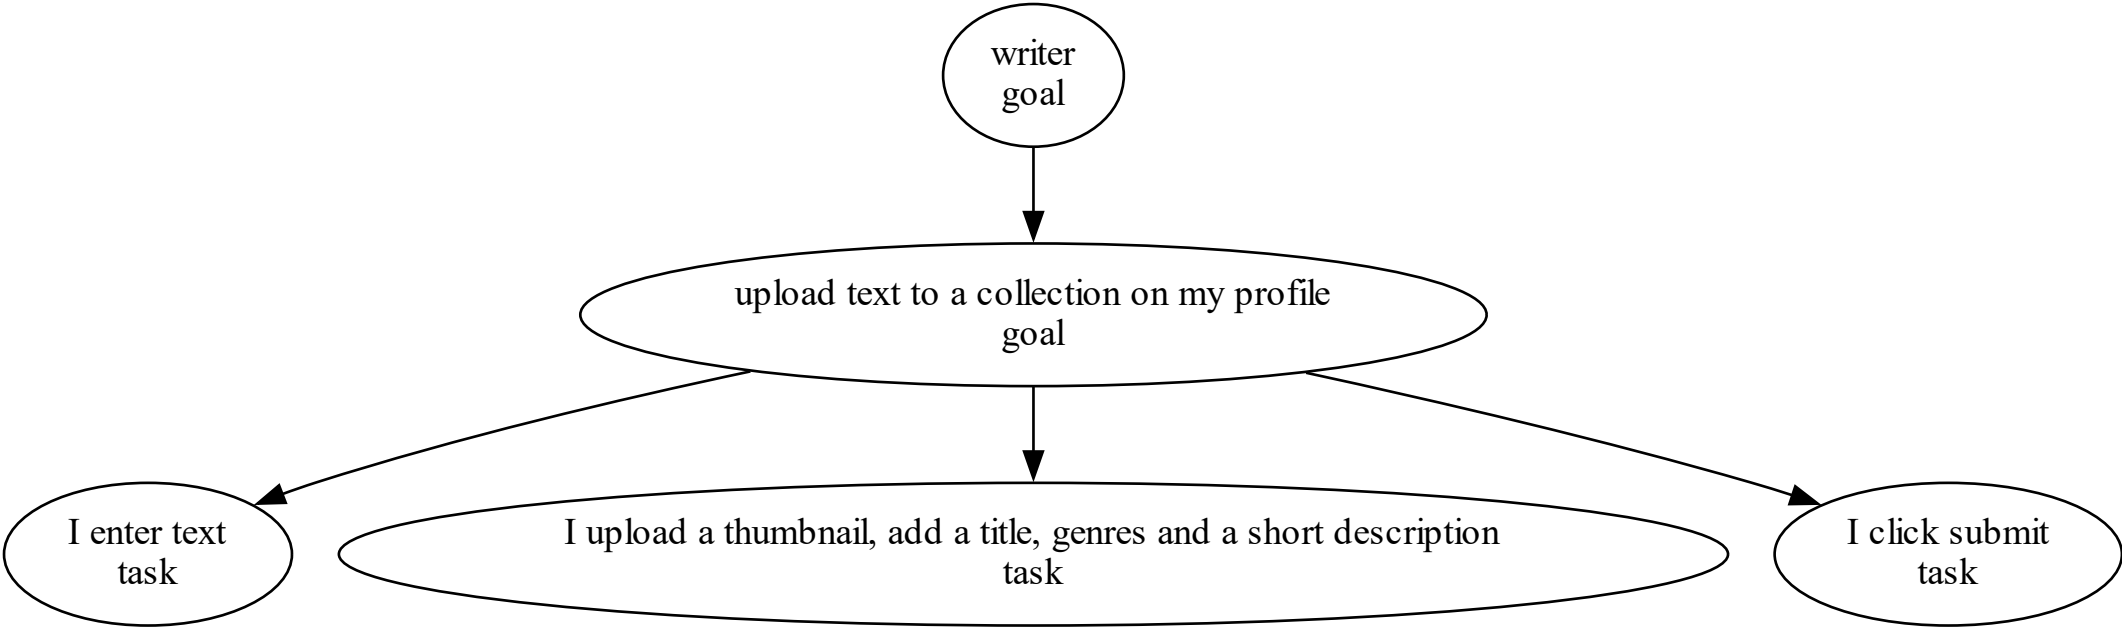 writer
goal
upload text to a collection on my profile
goal
I enter text
task
I upload a thumbnail, add a title, genres and a short description
task
I click submit
task